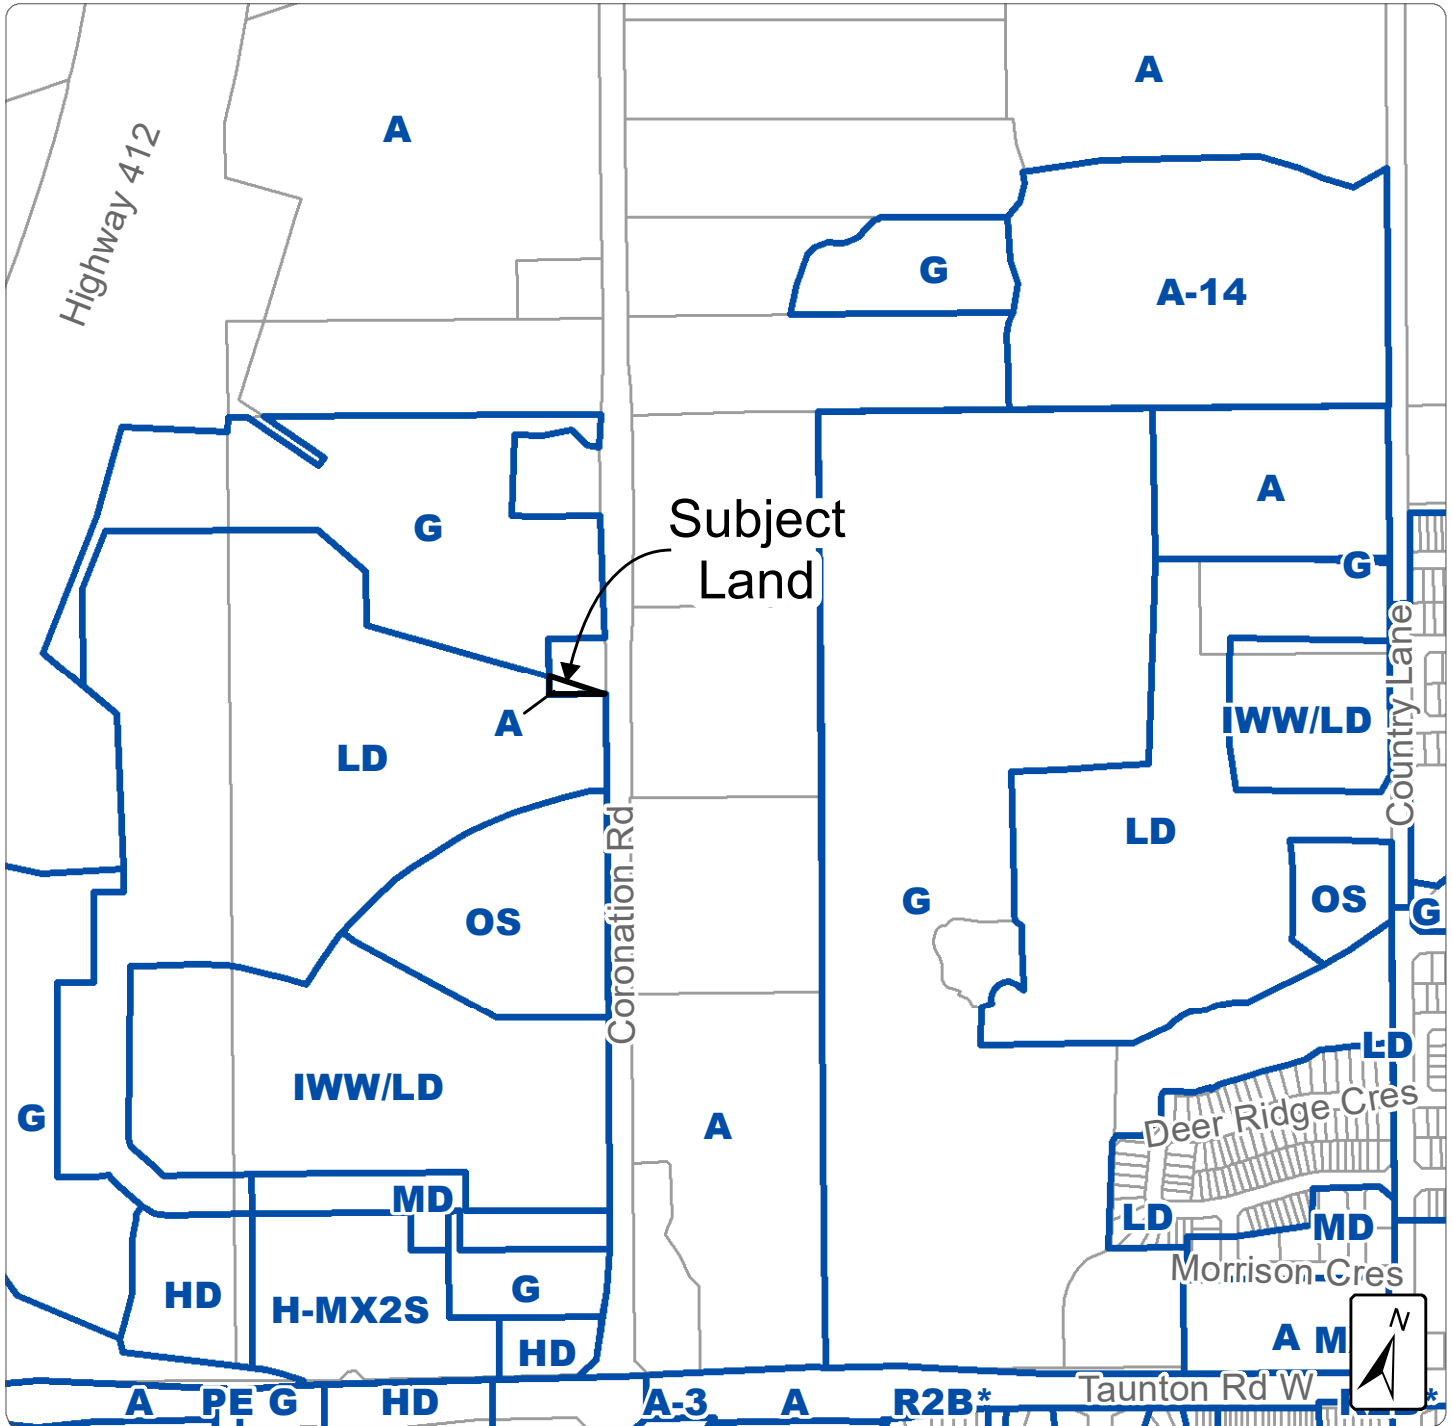 A
A
Highway 412
G
A-14
A
Subject
Land
G
G
A
LD
IWW/LD
Country Lane
LD
OS
OS
G
G
Coronation Rd
IWW/LD
LD
G
A
Deer Ridge Cres
MD
LD
MD
Morrison Cres
HD
H-MX2S
G
HD
A
N
Taunton Rd W
A
PE
G
HD
A-3
A
R2B*